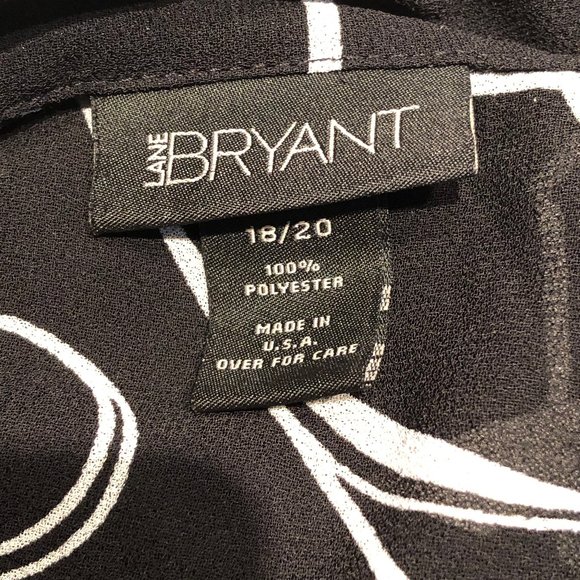 LANE BRYANT
18/20
100%
POLYESTER
MADE IN
U.S.A.
OVER FOR CARE